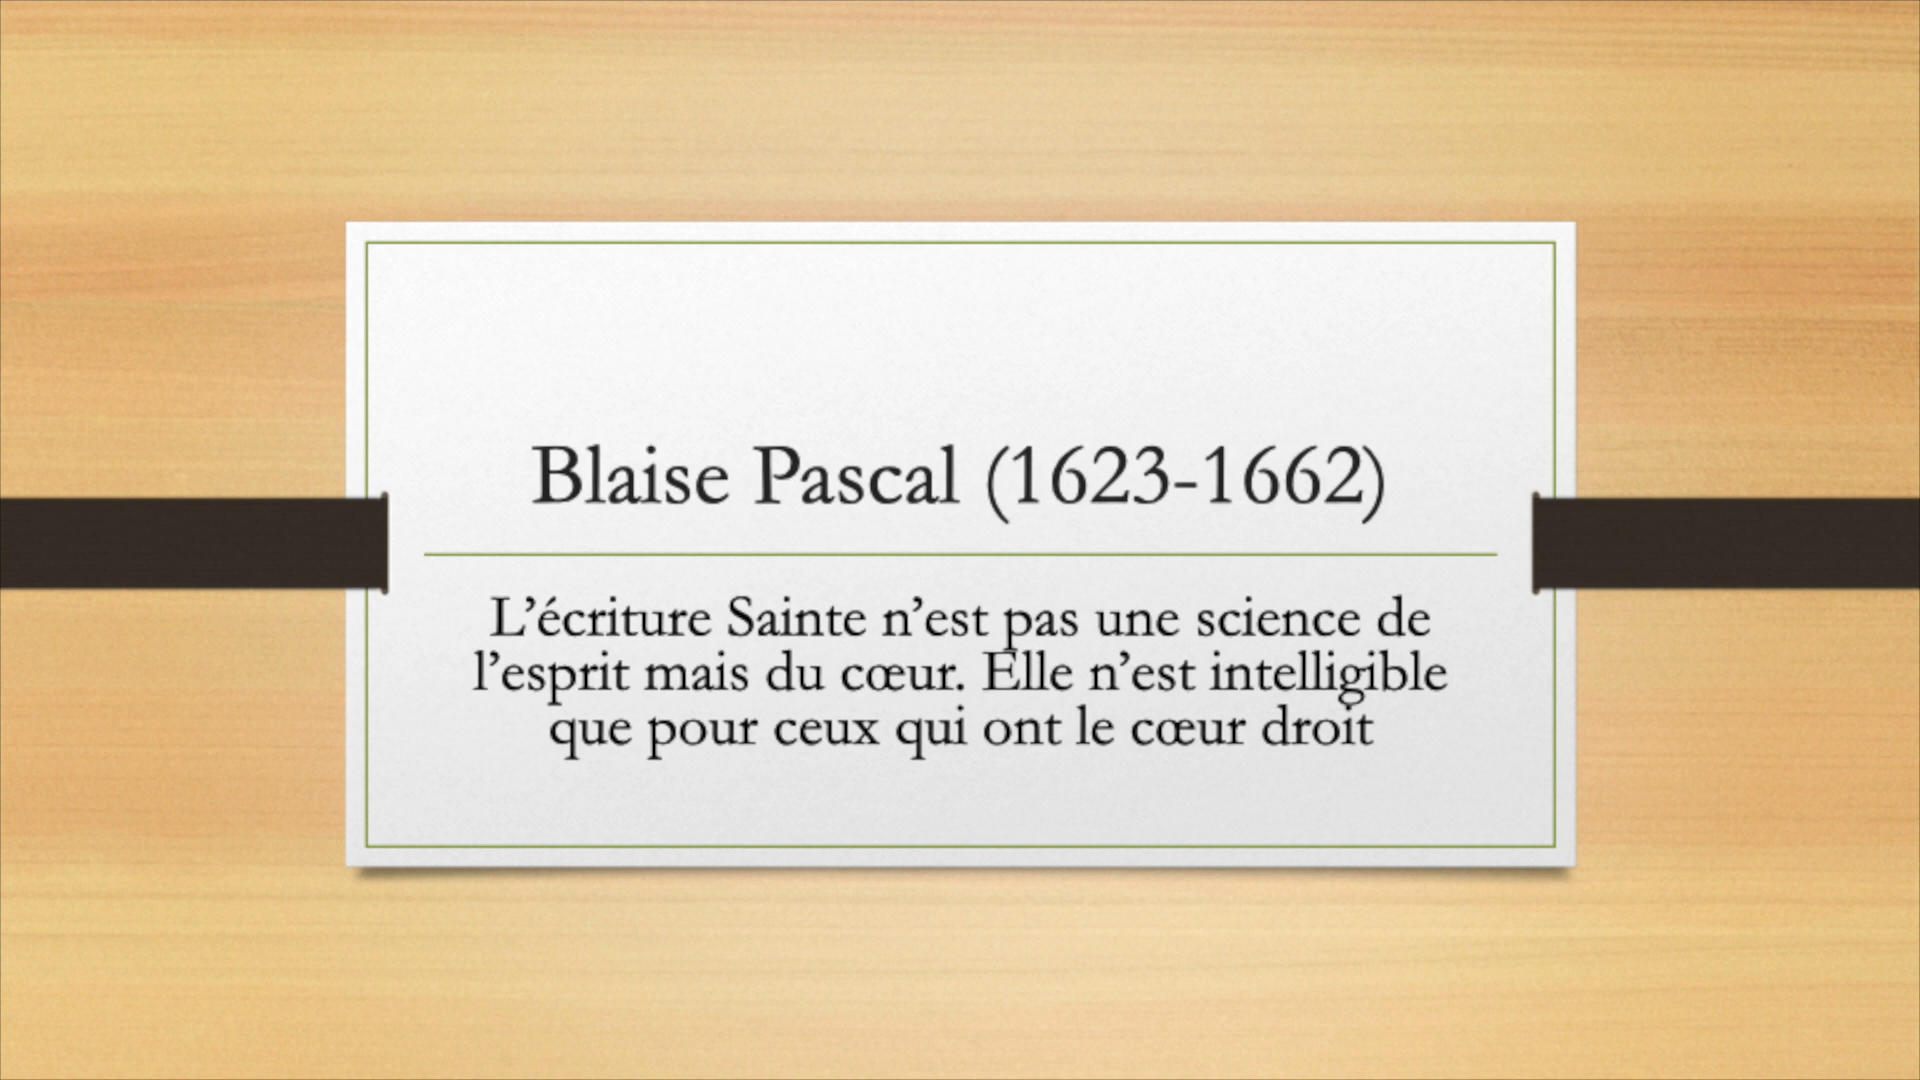 Blaise Pascal (1623-1662)
L’écriture Sainte n’est pas une science de
l’esprit mais du cœur. Elle n’est intelligible
que pour ceux qui ont le cœur droit